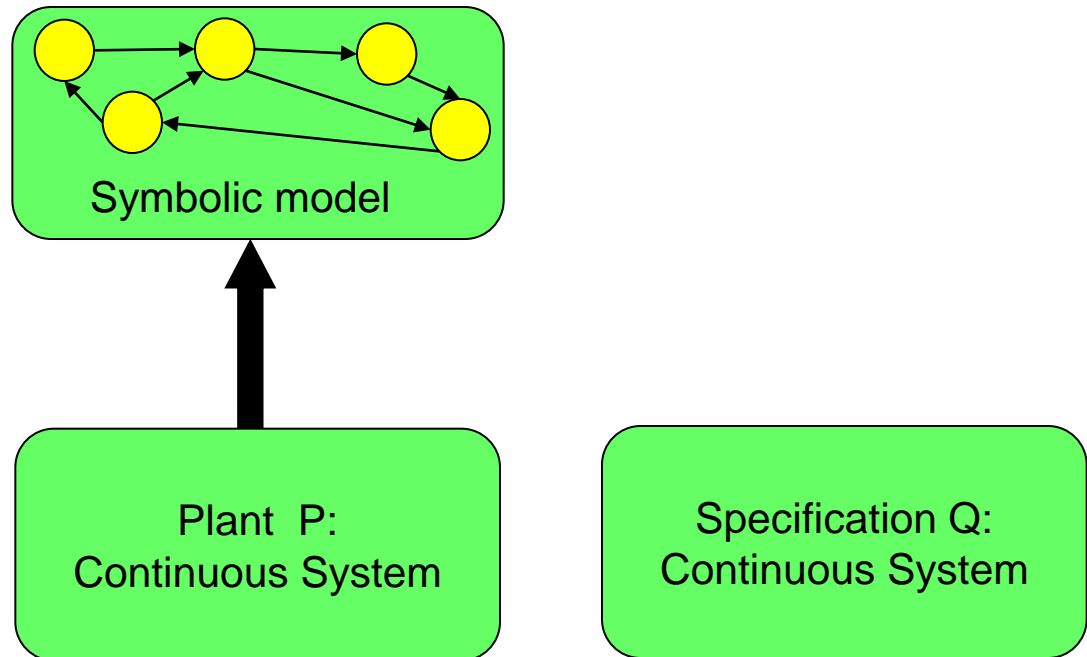 Symbolic model
Plant P:
Continuous System
Specification Q:
Continuous System